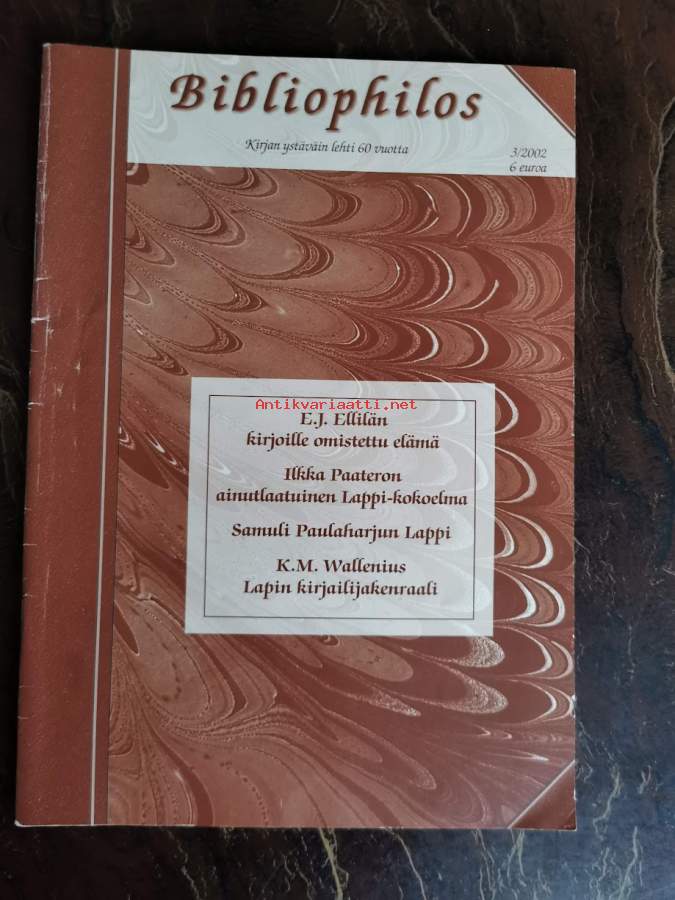 Bibliophilos
Kirjan ystäväin lehti 60 vuotta
3/2002
6 euroa
Antikvariaatti.net
E.J. Ellilän
kirjoille omistettu elämä
Ilkka Paateron
ainutlaatuinen Lappi-kokoelma
Samuli Paulaharjun Lappi
K.M. Wallenius
Lapin kirjailijakenraali